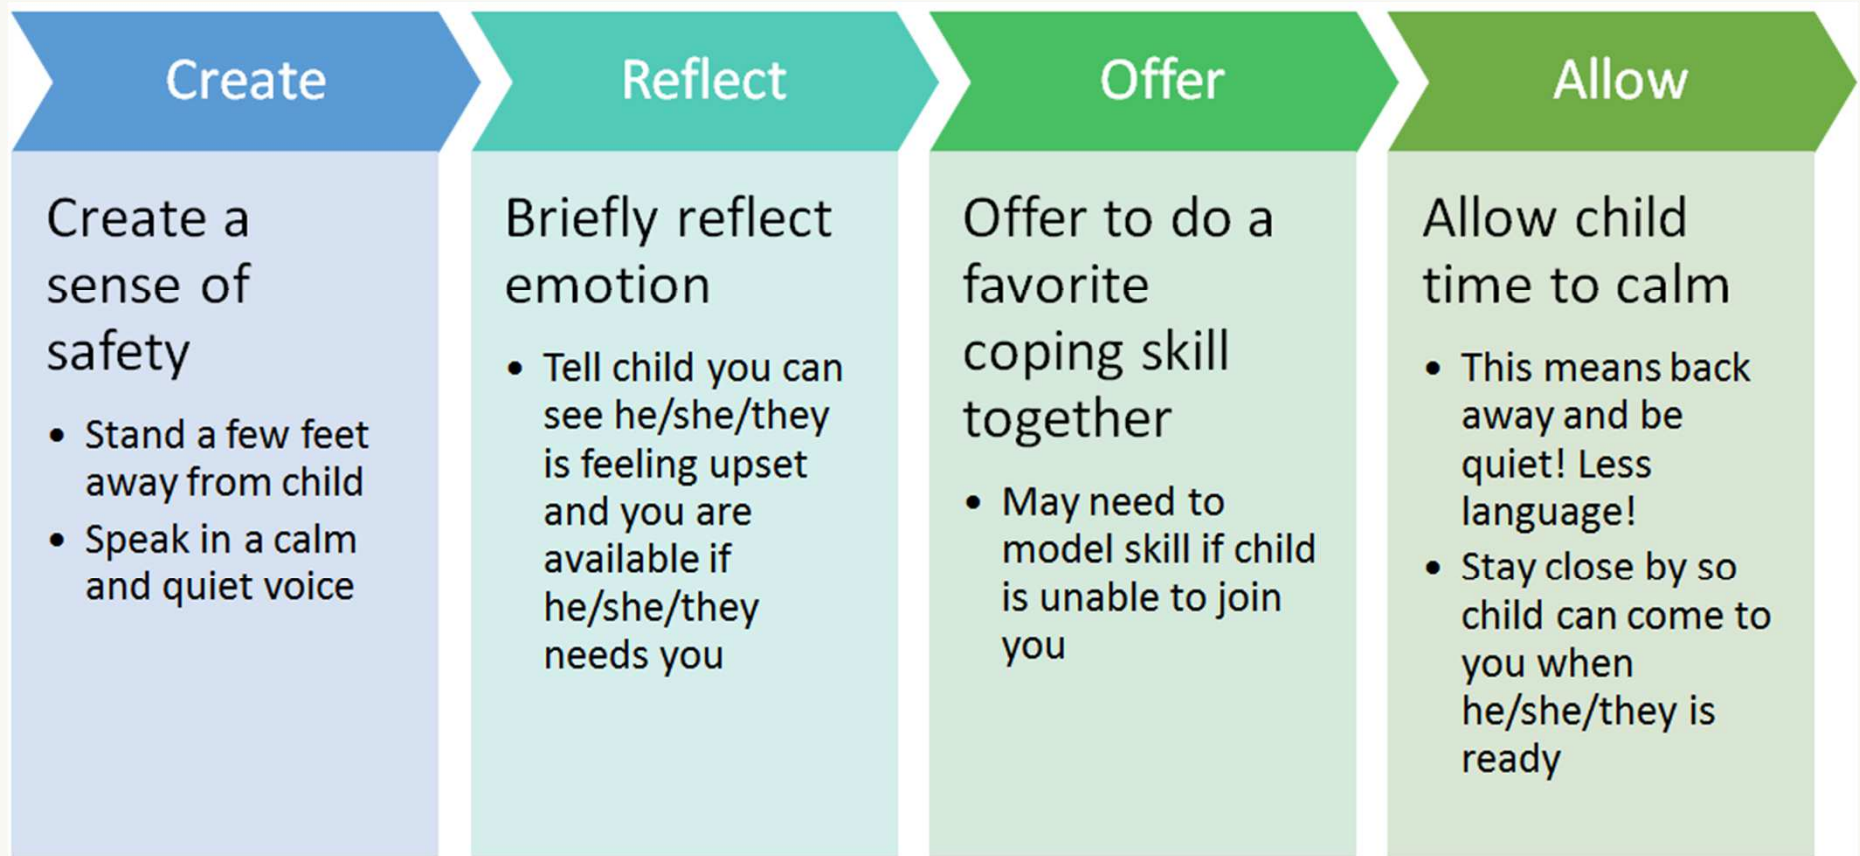 Create
Create a
sense of
safety
• Stand a few feet
away from child
• Speak in a calm
and quiet voice
Reflect
Briefly reflect
emotion
• Tell child you can
see he/she/they
is feeling upset
and you are
available if
he/she/they
needs you
Offer
Offer to do a
favorite
coping skill
together
• May need to
model skill if child
is unable to join
you
Allow
Allow child
time to calm
• This means back
away and be
quiet! Less
language!
• Stay close by so
child can come to
you when
he/she/they is
ready